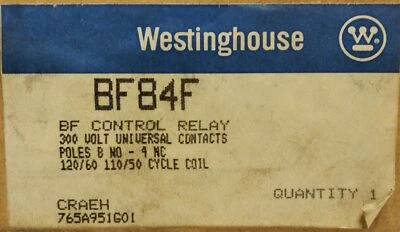 Westinghouse
W
BF84F
BF CONTROL RELAY
300 VOLT UNIVERSAL CONTACTS
POLES 8 NO - 4 NC
120/60 110/50 CYCLE COIL
QUANTITY 1
CRAEH
765A951G01